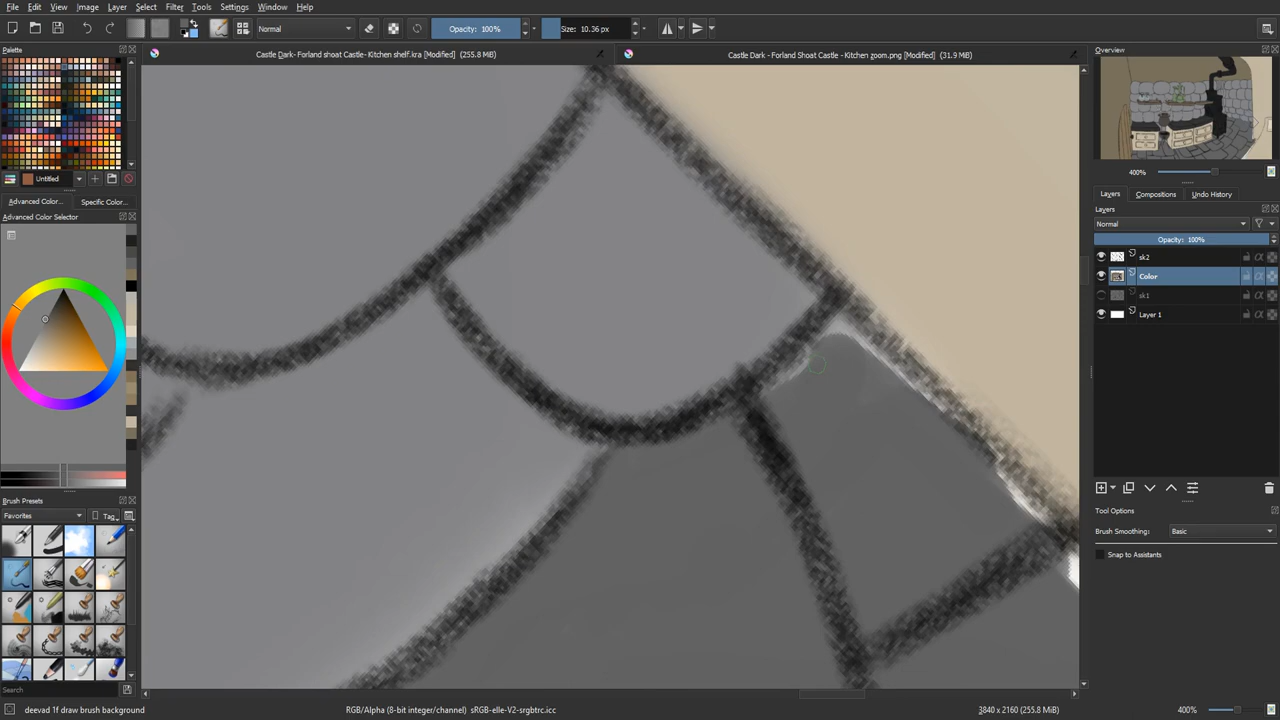 File Edit View Image Layer Select Filter Tools Settings Window Help
Normal Opacity: 100% Size: 10.36 px
Palette
Castle Dark- Forland shoat Castle- Kitchen shelf.kra [Modified] (255.8 MB)
Castle Dark - Forland Shoat Castle - Kitchen zoom.png [Modified] (31.9 MB)
Overview
400%
Untitled
Advanced Color... Specific Color...
Advanced Color Selector
Layers Compositions Undo History
Layers
Normal
Opacity: 100%
sk2
Color
sk1
Layer 1
Brush Presets
Favorites Tag
Tool Options
Brush Smoothing: Basic
Snap to Assistants
Search
deevad 1f draw brush background
RGB/Alpha (8-bit integer/channel) sRGB-elle-V2-srgbtrc.icc
3840 x 2160 (255.8 MB)
400%